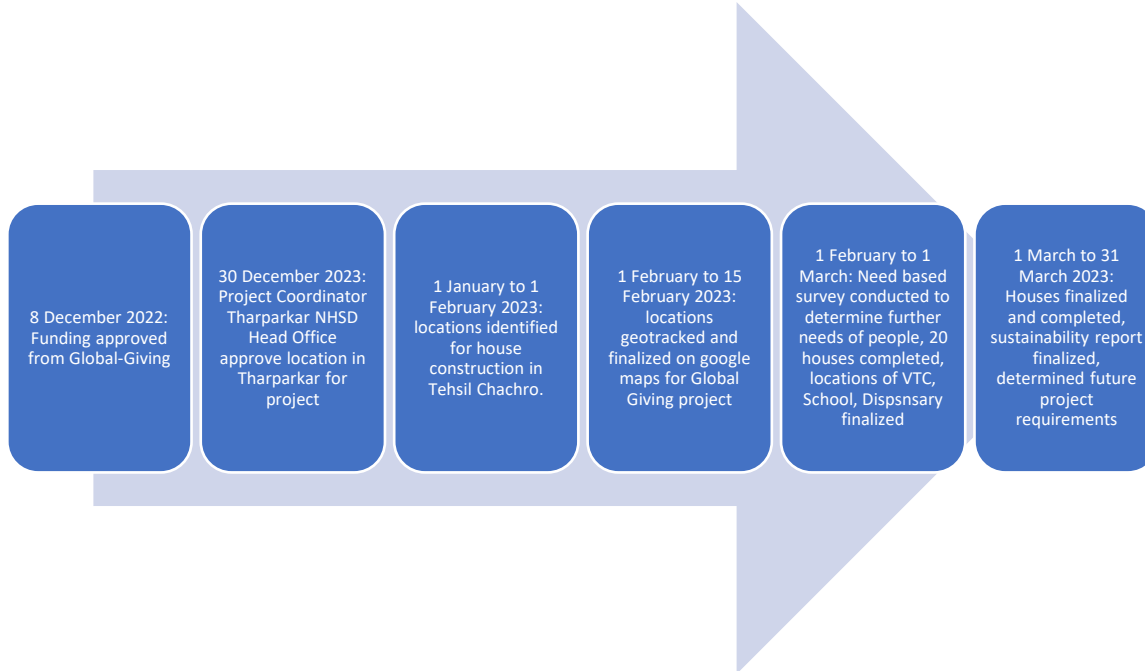 8 December 2022:
Funding approved
from Global-Giving
30 December 2023:
Project Coordinator
Tharparkar NHSD
Head Office
approve location in
Tharparkar for
project
1 January to 1
February 2023:
locations identified
for house
construction in
Tehsil Chachro.
1 February to 15
February 2023:
locations
geotracked and
finalized on google
maps for Global
Giving project
1 February to 1
March: Need based
survey conducted to
determine further
needs of people, 20
houses completed,
locations of VTC,
School, Dispsnsary
finalized
1 March to 31
March 2023:
Houses finalized
and completed,
sustainability report
finalized,
determined future
project
requirements